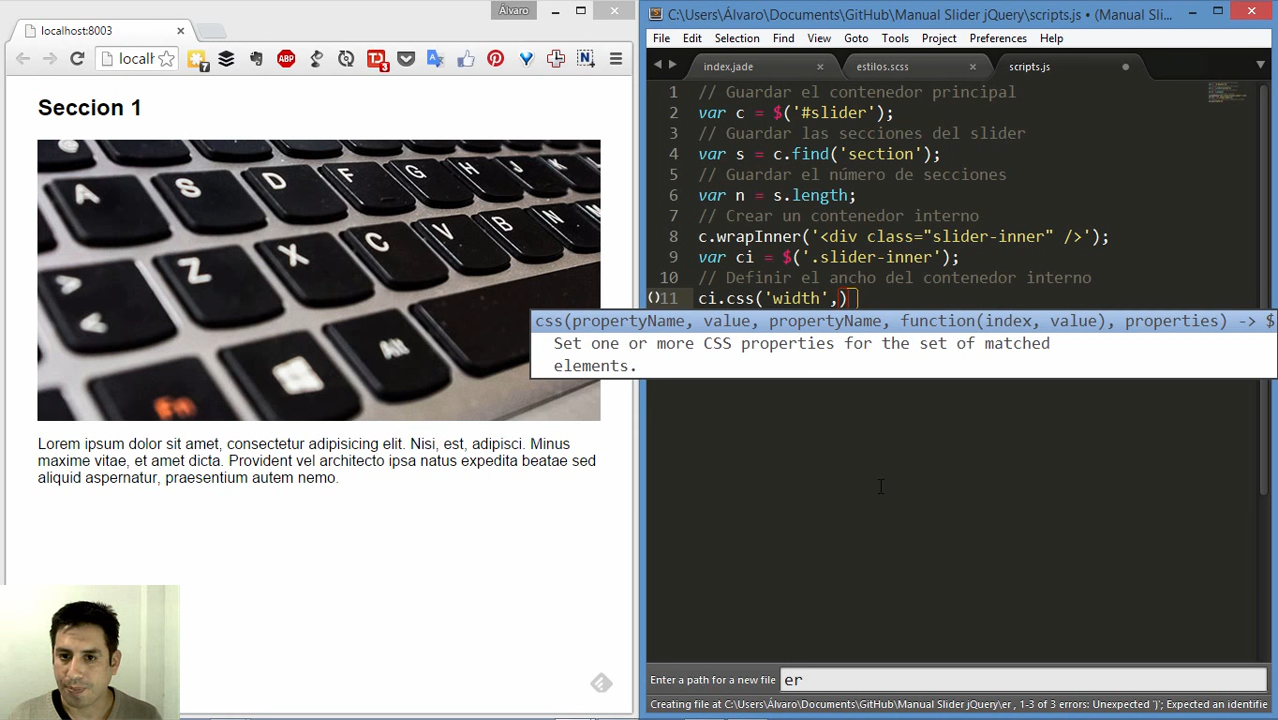 Álvaro
localhost:8003
localh
7
ABP
TD
3
N
Seccion 1
A S D F G H J K
Z X C V B N
Alt
Fn
Lorem ipsum dolor sit amet, consectetur adipisicing elit. Nisi, est, adipisci. Minus
maxime vitae, et amet dicta. Provident vel architecto ipsa natus expedita beatae sed
aliquid aspernatur, praesentium autem nemo.
C:\Users\Álvaro\Documents\GitHub\Manual Slider jQuery\scripts.js • (Manual Sli...
File Edit Selection Find View Goto Tools Project Preferences Help
index.jade estilos.scss scripts.js
1 // Guardar el contenedor principal
2 var c = $('#slider');
3 // Guardar las secciones del slider
4 var s = c.find('section');
5 // Guardar el número de secciones
6 var n = s.length;
7 // Crear un contenedor interno
8 c.wrapInner('<div class="slider-inner" />');
9 var ci = $('.slider-inner');
10 // Definir el ancho del contenedor interno
11 ci.css('width',)
css(propertyName, value, propertyName, function(index, value), properties) -> $
Set one or more CSS properties for the set of matched
elements.
Enter a path for a new file er
Creating file at C:\Users\Álvaro\Documents\GitHub\Manual Slider jQuery\er , 1-3 of 3 errors: Unexpected ')'; Expected an identifie